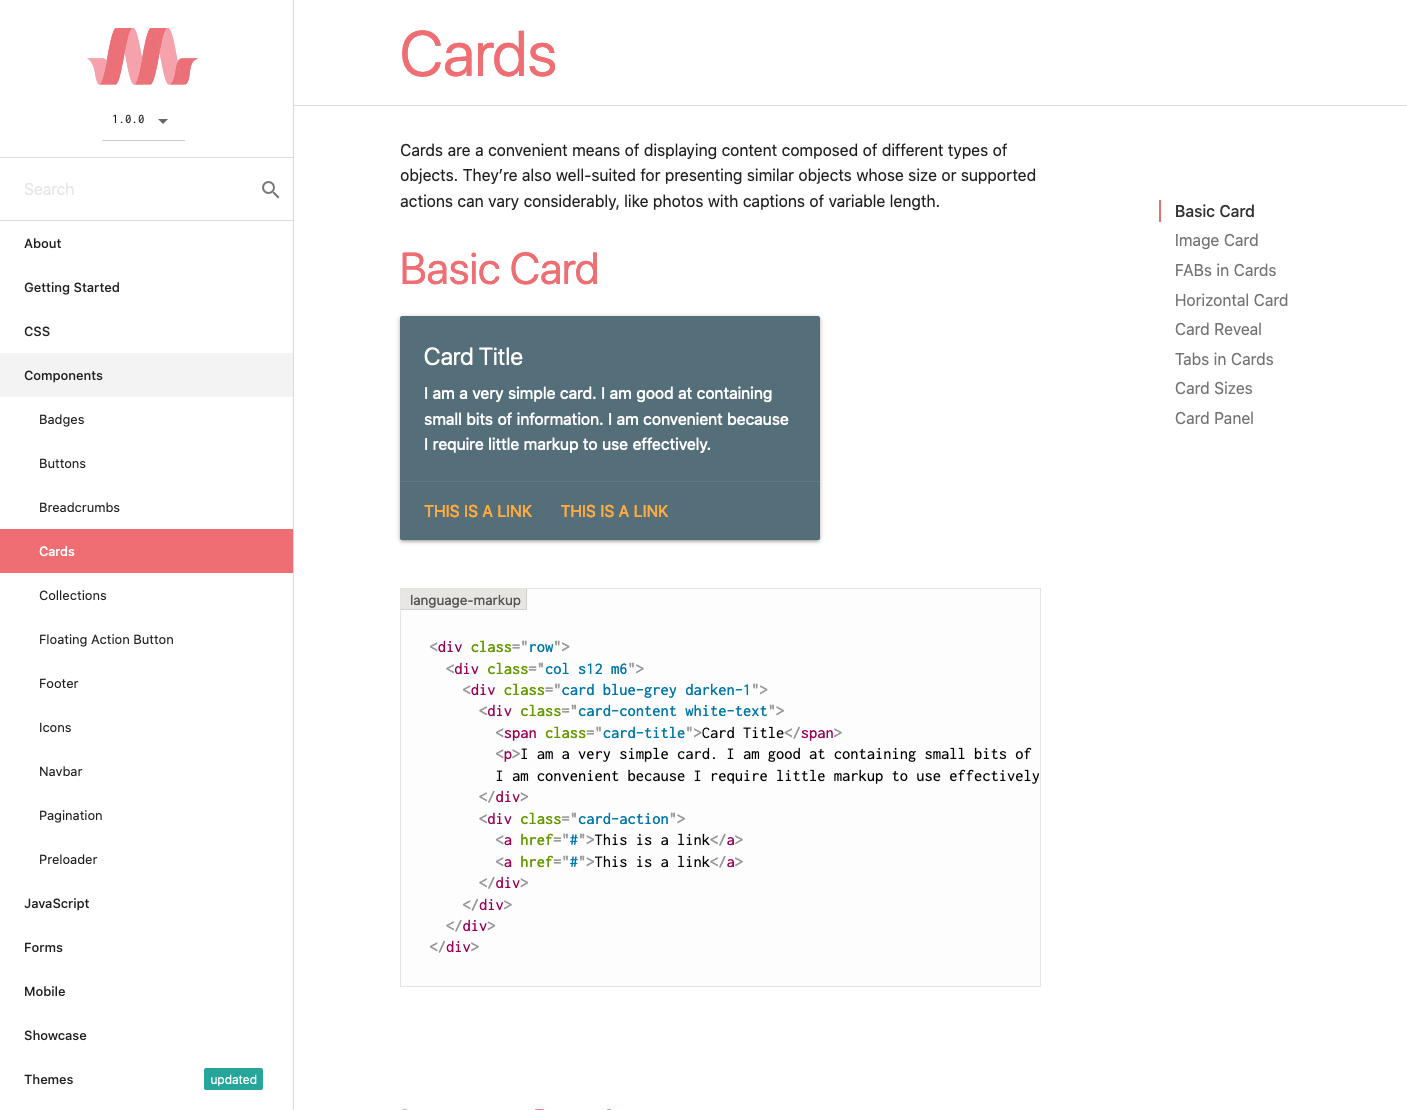 1.0.0
Search
About
Getting Started
CSS
Components
Badges
Buttons
Breadcrumbs
Cards
Collections
Floating Action Button
Footer
Icons
Navbar
Pagination
Preloader
JavaScript
Forms
Mobile
Showcase
Themes updated
Cards
Cards are a convenient means of displaying content composed of different types of
objects. They’re also well-suited for presenting similar objects whose size or supported
actions can vary considerably, like photos with captions of variable length.
Basic Card
Card Title
I am a very simple card. I am good at containing
small bits of information. I am convenient because
I require little markup to use effectively.
THIS IS A LINK THIS IS A LINK
language-markup
<div class="row">
  <div class="col s12 m6">
    <div class="card blue-grey darken-1">
      <div class="card-content white-text">
        <span class="card-title">Card Title</span>
        <p>I am a very simple card. I am good at containing small bits of
        I am convenient because I require little markup to use effectively
      </div>
      <div class="card-action">
        <a href="#">This is a link</a>
        <a href="#">This is a link</a>
      </div>
    </div>
  </div>
</div>
Basic Card
Image Card
FABs in Cards
Horizontal Card
Card Reveal
Tabs in Cards
Card Sizes
Card Panel